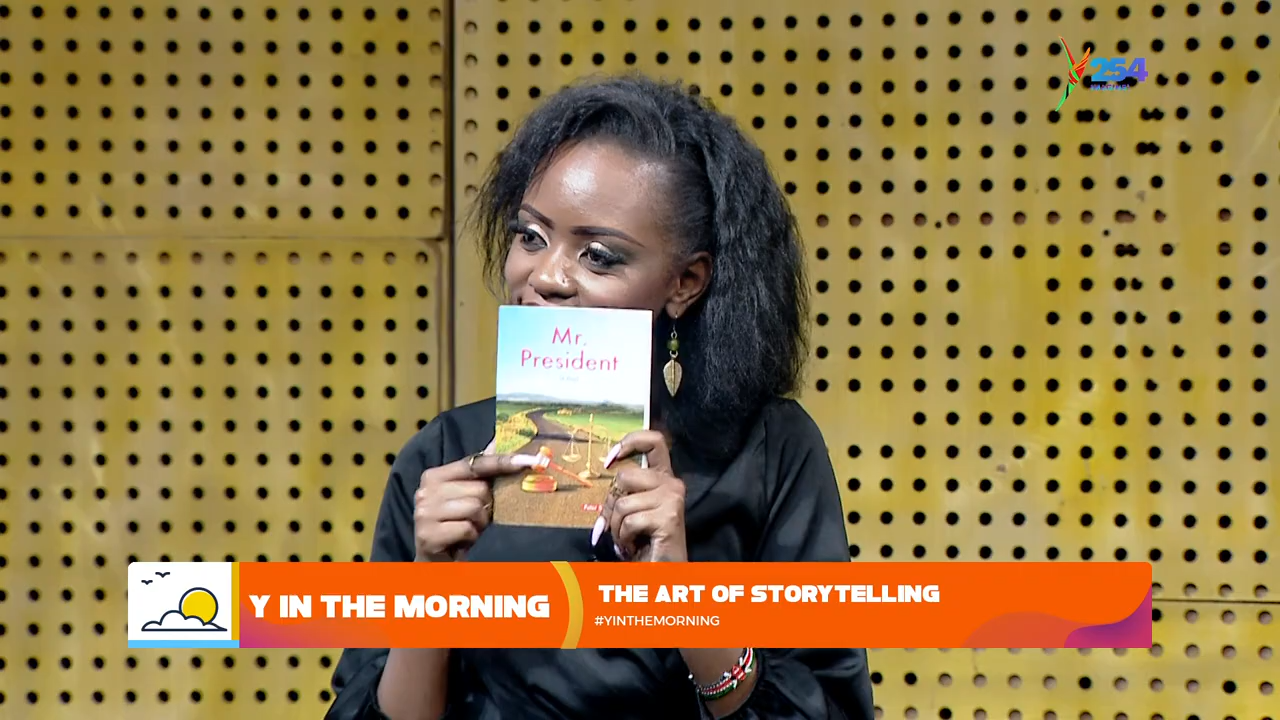 254
Mr.
President
Y IN THE MORNING
THE ART OF STORYTELLING
#YINTHEMORNING